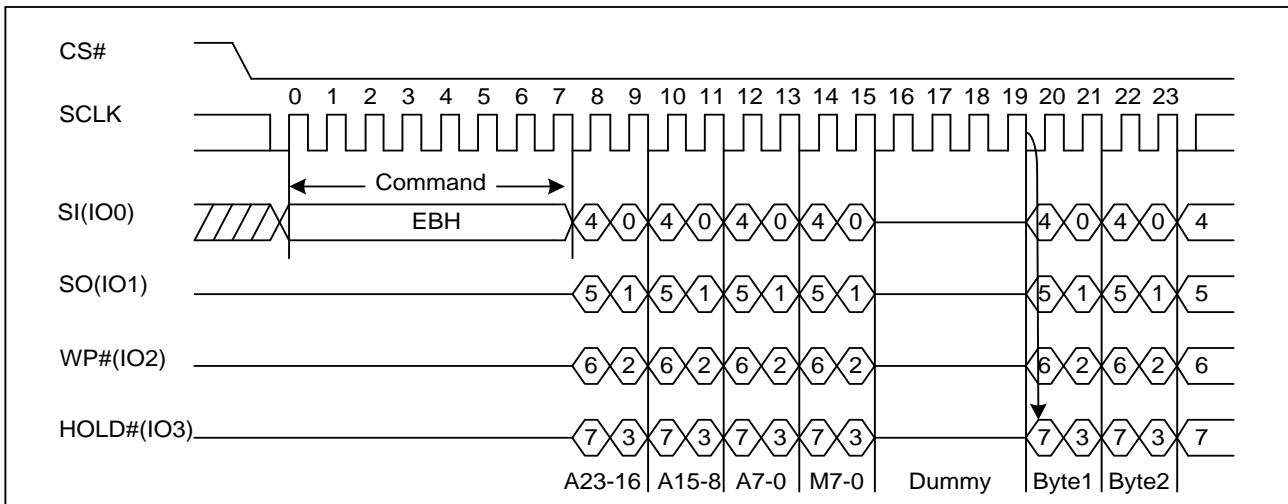 CS#
0 1 2 3 4 5 6 7 8 9 10 11 12 13 14 15 16 17 18 19 20 21 22 23
SCLK
Command
SI(IO0) EBH 4 0 4 0 4 0 4 0 4 0 4 0 4
SO(IO1) 5 1 5 1 5 1 5 1 5 1 5 1 5
WP#(IO2) 6 2 6 2 6 2 6 2 6 2 6 2 6
HOLD#(IO3) 7 3 7 3 7 3 7 3 7 3 7 3 7
A23-16 A15-8 A7-0 M7-0 Dummy Byte1 Byte2